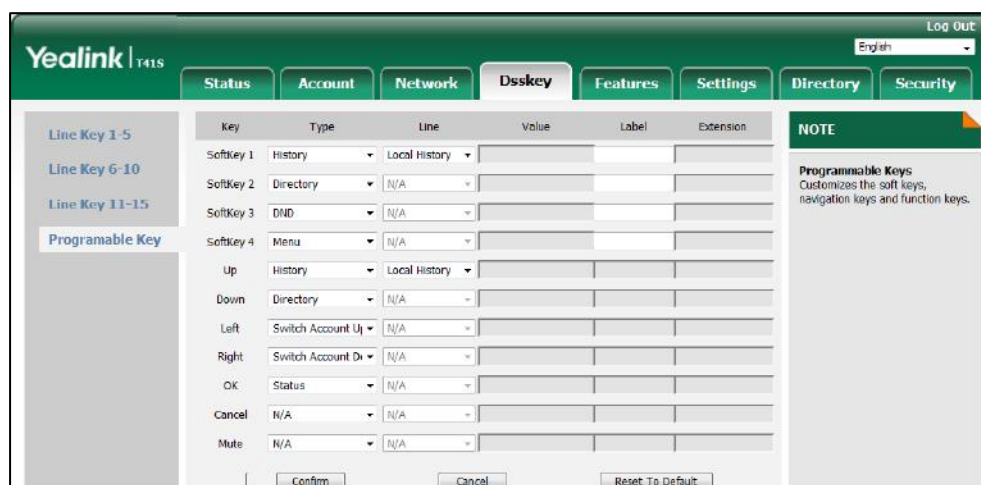 Log Out
Yealink T41S
English
Status Account Network Dsskey Features Settings Directory Security
Line Key 1-5
Line Key 6-10
Line Key 11-15
Programable Key
Key Type Line Value Label Extension
SoftKey 1 History Local History
SoftKey 2 Directory N/A
SoftKey 3 DND N/A
SoftKey 4 Menu N/A
Up History Local History
Down Directory N/A
Left Switch Account U N/A
Right Switch Account D N/A
OK Status N/A
Cancel N/A N/A
Mute N/A N/A
Confirm Cancel Reset To Default
NOTE
Programmable Keys
Customizes the soft keys,
navigation keys and function keys.